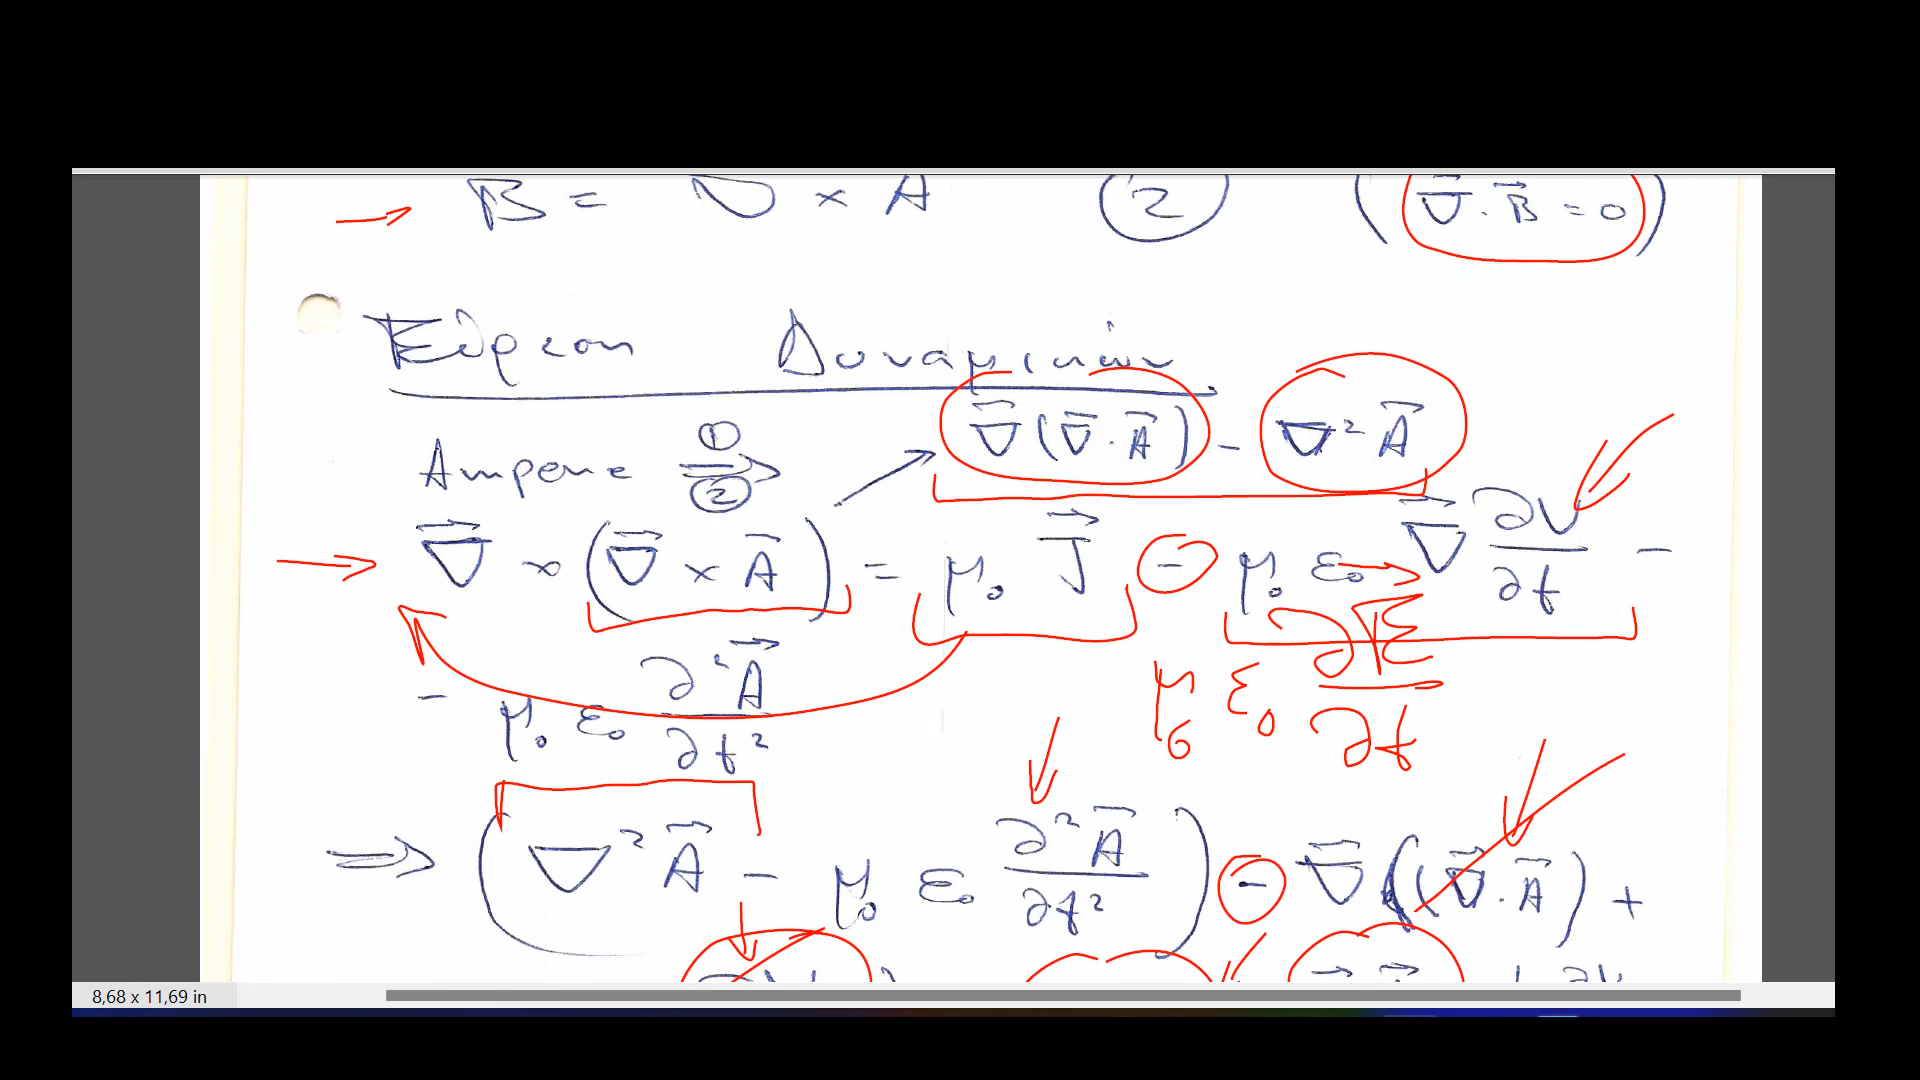 → B = ∇ × A   ②   (∇⃗·B⃗ = 0)
Εύρεση Δυναμικών
∇⃗(∇⃗·A⃗) - ∇²A⃗
Ampere ①⇒②
→ ∇⃗ × (∇⃗ × A⃗) = μ₀ J⃗ - μ₀ ε₀ ∇⃗ ∂V/∂t -
- μ₀ ε₀ ∂²A⃗/∂t²
μ₀ ε₀ ∂E⃗/∂t
⇒ (∇²A⃗ - μ₀ ε₀ ∂²A⃗/∂t²) - ∇⃗((∇⃗·A⃗) +
8,68 x 11,69 in